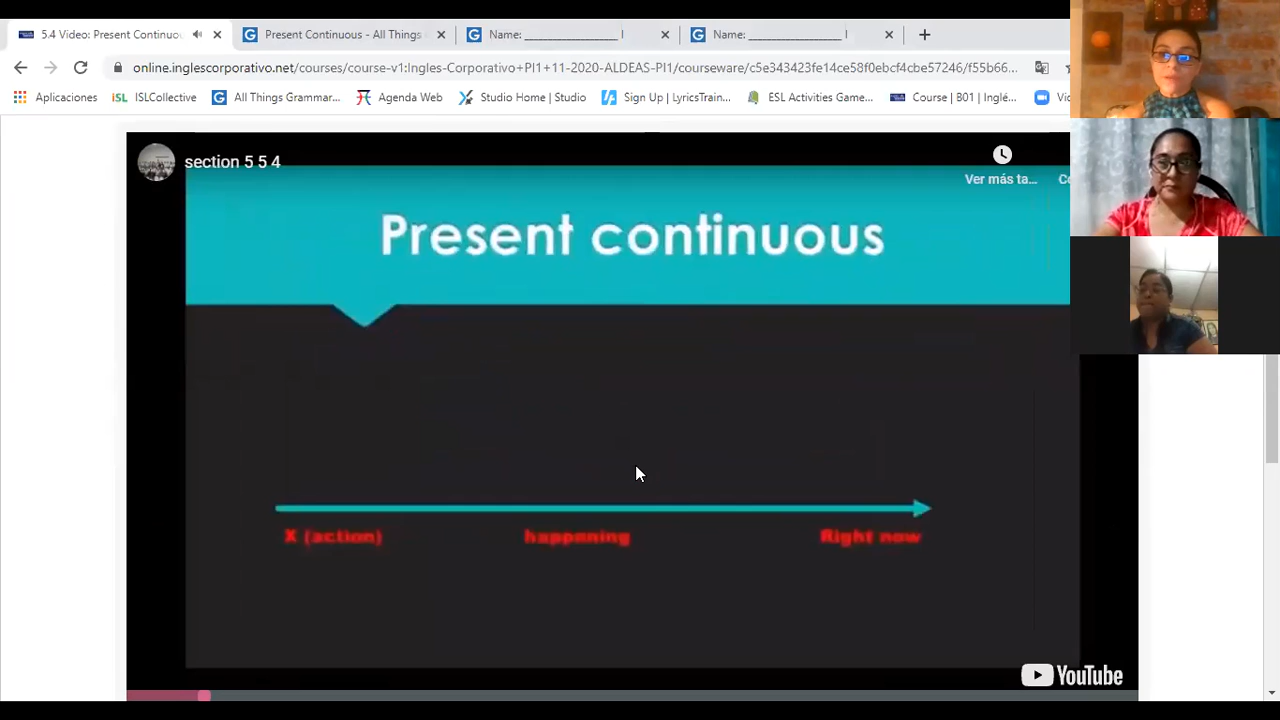 5.4 Video: Present Continuo
Present Continuous - All Things
Name: ____________________ I
Name: ____________________ I
online.inglescorporativo.net/courses/course-v1:Ingles-Corporativo+PI1+11-2020-ALDEAS-PI1/courseware/c5e343423fe14ce58f0ebcf4cbe57246/f55b66...
Aplicaciones
iSL ISLCollective
G All Things Grammar...
Agenda Web
Studio Home | Studio
Sign Up | LyricsTrain...
ESL Activities Game...
Course | B01 | Inglé...
section 5 5 4
Ver más ta...
Present continuous
X (action) happening Right now
YouTube